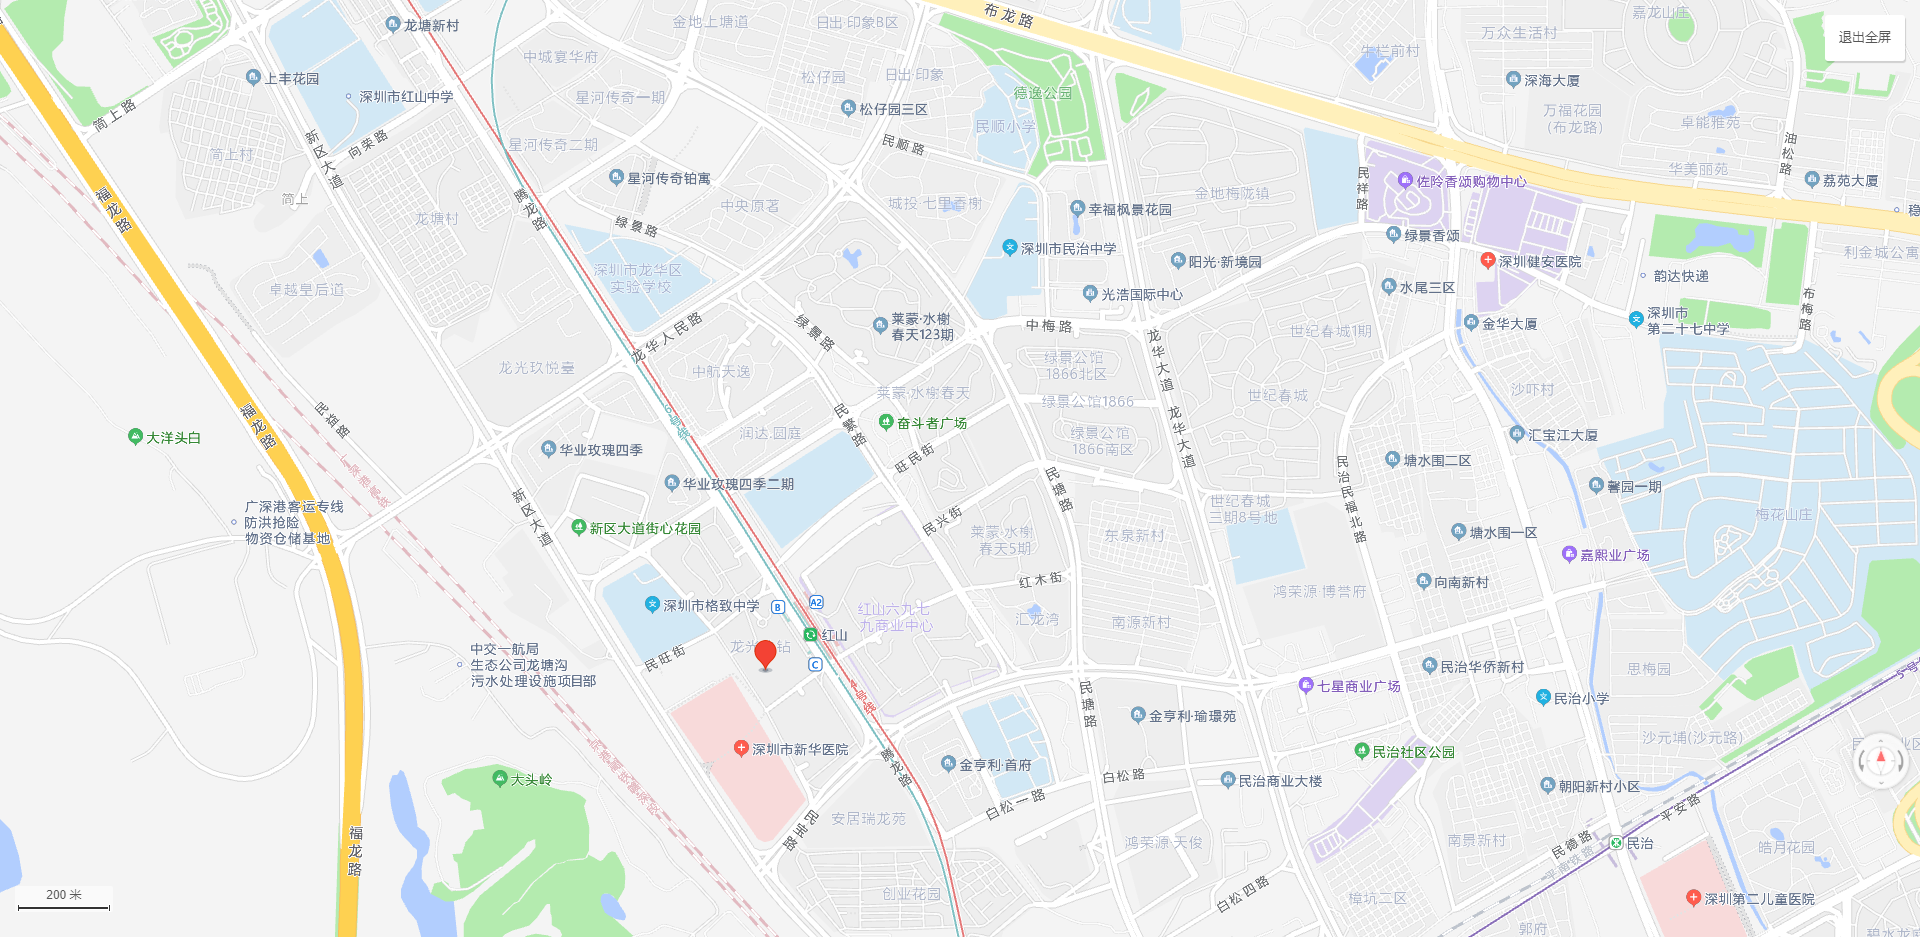 龙塘新村
金地上塘道
日出·印象B区
布龙路
嘉龙山庄
万众生活村
牛栏前村
退出全屏
中城宴华府
上丰花园
深圳市红山中学
星河传奇一期
松仔园
日出·印象
松仔园三区
德逸公园
深海大厦
万福花园
(布龙路)
卓能雅苑
简上路
新区大道
向荣路
简上村
星河传奇二期
民顺路
民顺小学
油松路
华美丽苑
荔苑大厦
简上
福龙路
龙塘村
腾龙路
星河传奇铂寓
绿景路
中央原著
城投·七里香榭
幸福枫景花园
金地梅陇镇
民祥路
佐阾香颂购物中心
绿景香颂
稳
深圳市民治中学
阳光·新境园
深圳健安医院
利金城公寓
韵达快递
卓越皇后道
深圳市龙华区
实验学校
光浩国际中心
水尾三区
布梅路
龙华人民路
绿景路
莱蒙·水榭
春天123期
中梅路
龙华大道
世纪春城1期
金华大厦
深圳市
第二十七中学
龙光玖悦臺
中航天逸
莱蒙·水榭春天
绿景公馆
1866北区
绿景公馆1866
世纪春城
沙吓村
民益路
福龙路
6号线
民繁路
奋斗者广场
龙华大道
大洋头臼
华业玫瑰四季
润达·圆庭
旺民街
绿景公馆
1866南区
汇宝江大厦
广深港高铁
华业玫瑰四季二期
民塘路
民治民福北路
塘水围二区
馨园一期
广深港客运专线
防洪抢险
物资仓储基地
新区大道
新区大道街心花园
民兴街
莱蒙·水榭
春天5期
东泉新村
世纪春城
三期8号地
塘水围一区
梅花山庄
嘉熙业广场
红木街
向南新村
鸿荣源·博誉府
深圳市格致中学
B
A2
红山六九七
九商业中心
汇龙湾
南源新村
红山
C
民旺街
中交一航局
生态公司龙塘沟
污水处理设施项目部
4号线
民塘路
七星商业广场
民治华侨新村
思梅园
5号
民治小学
金亨利·瑜璟苑
深圳市新华医院
腾龙路
金亨利·首府
民治社区公园
沙元埔(沙元路)
大头岭
白松路
民治商业大楼
朝阳新村小区
白松一路
平安路
福龙路
民宝路
安居瑞龙苑
鸿荣源·天俊
南景新村
民德路
平南铁路
民治
皓月花园
创业花园
白松四路
樟坑二区
深圳第二儿童医院
200 米
郭府